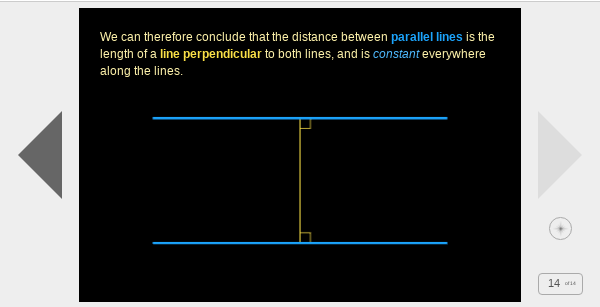 We can therefore conclude that the distance between parallel lines is the
length of a line perpendicular to both lines, and is constant everywhere
along the lines.
14 of 14